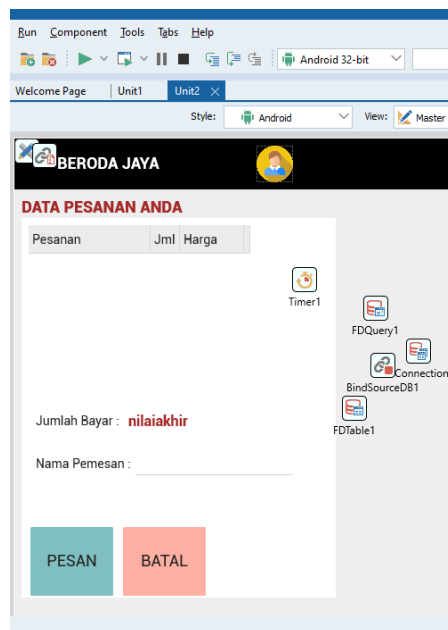 Run Component Tools Tabs Help
Android 32-bit
Welcome Page Unit1 Unit2
Style: Android View: Master
BERODA JAYA
DATA PESANAN ANDA
Pesanan Jml Harga
Timer1
FDQuery1
Connection
BindSourceDB1
FDTable1
Jumlah Bayar : nilaiakhir
Nama Pemesan :
PESAN BATAL